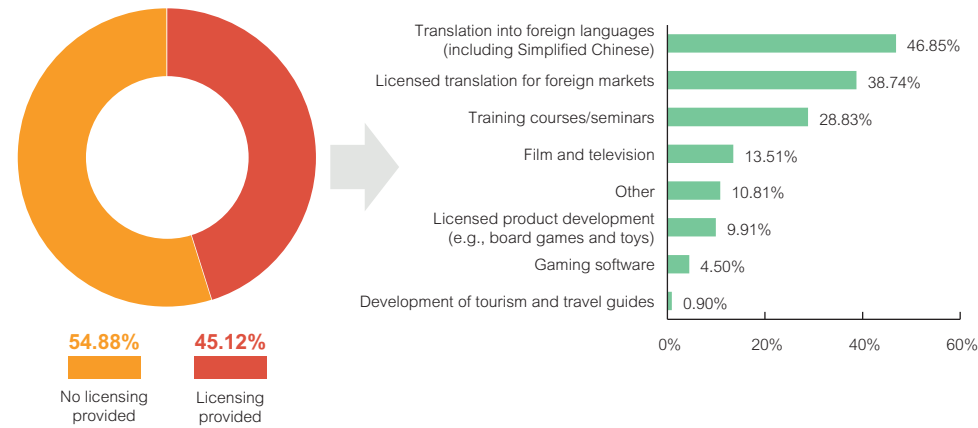 Translation into foreign languages
(including Simplified Chinese)
46.85%
Licensed translation for foreign markets
38.74%
Training courses/seminars
28.83%
Film and television
13.51%
Other
10.81%
Licensed product development
(e.g., board games and toys)
9.91%
Gaming software
4.50%
Development of tourism and travel guides
0.90%
0%
20%
40%
60%
54.88%
No licensing
provided
45.12%
Licensing
provided